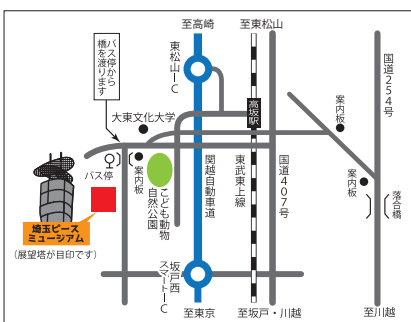 至高崎
至東松山
東松山IC
国道254号
バス停から
橋を渡ります
大東文化大学
高坂駅
案内板
バス停
案内板
こども動物
自然公園
関越自動車道
東武東上線
国道407号
案内板
落合橋
埼玉ピース
ミュージアム
(展望塔が目印です)
坂戸西
スマートIC
至東京
至坂戸・川越
至川越